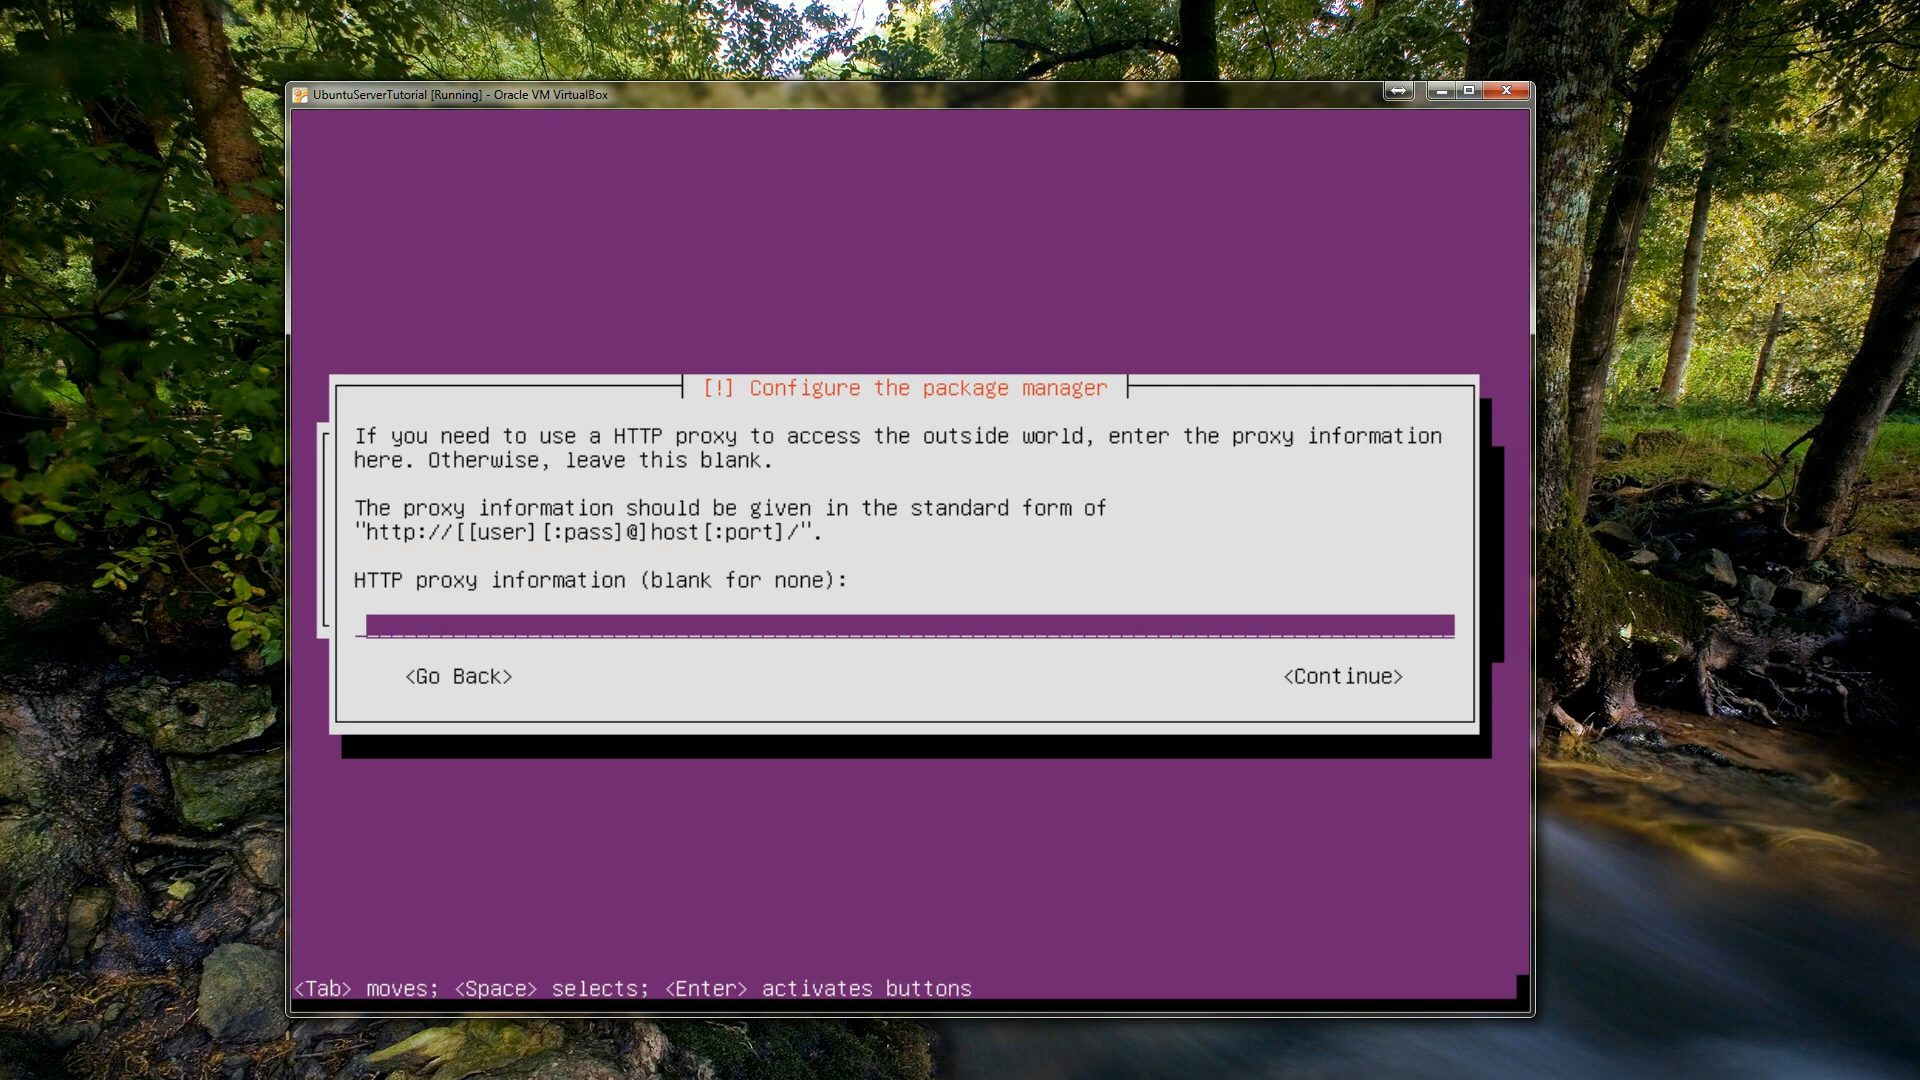 UbuntuServerTutorial [Running] - Oracle VM VirtualBox
[!] Configure the package manager
If you need to use a HTTP proxy to access the outside world, enter the proxy information
here. Otherwise, leave this blank.
The proxy information should be given in the standard form of
"http://[[user][:pass]@]host[:port]/".
HTTP proxy information (blank for none):
<Go Back> <Continue>
<Tab> moves; <Space> selects; <Enter> activates buttons